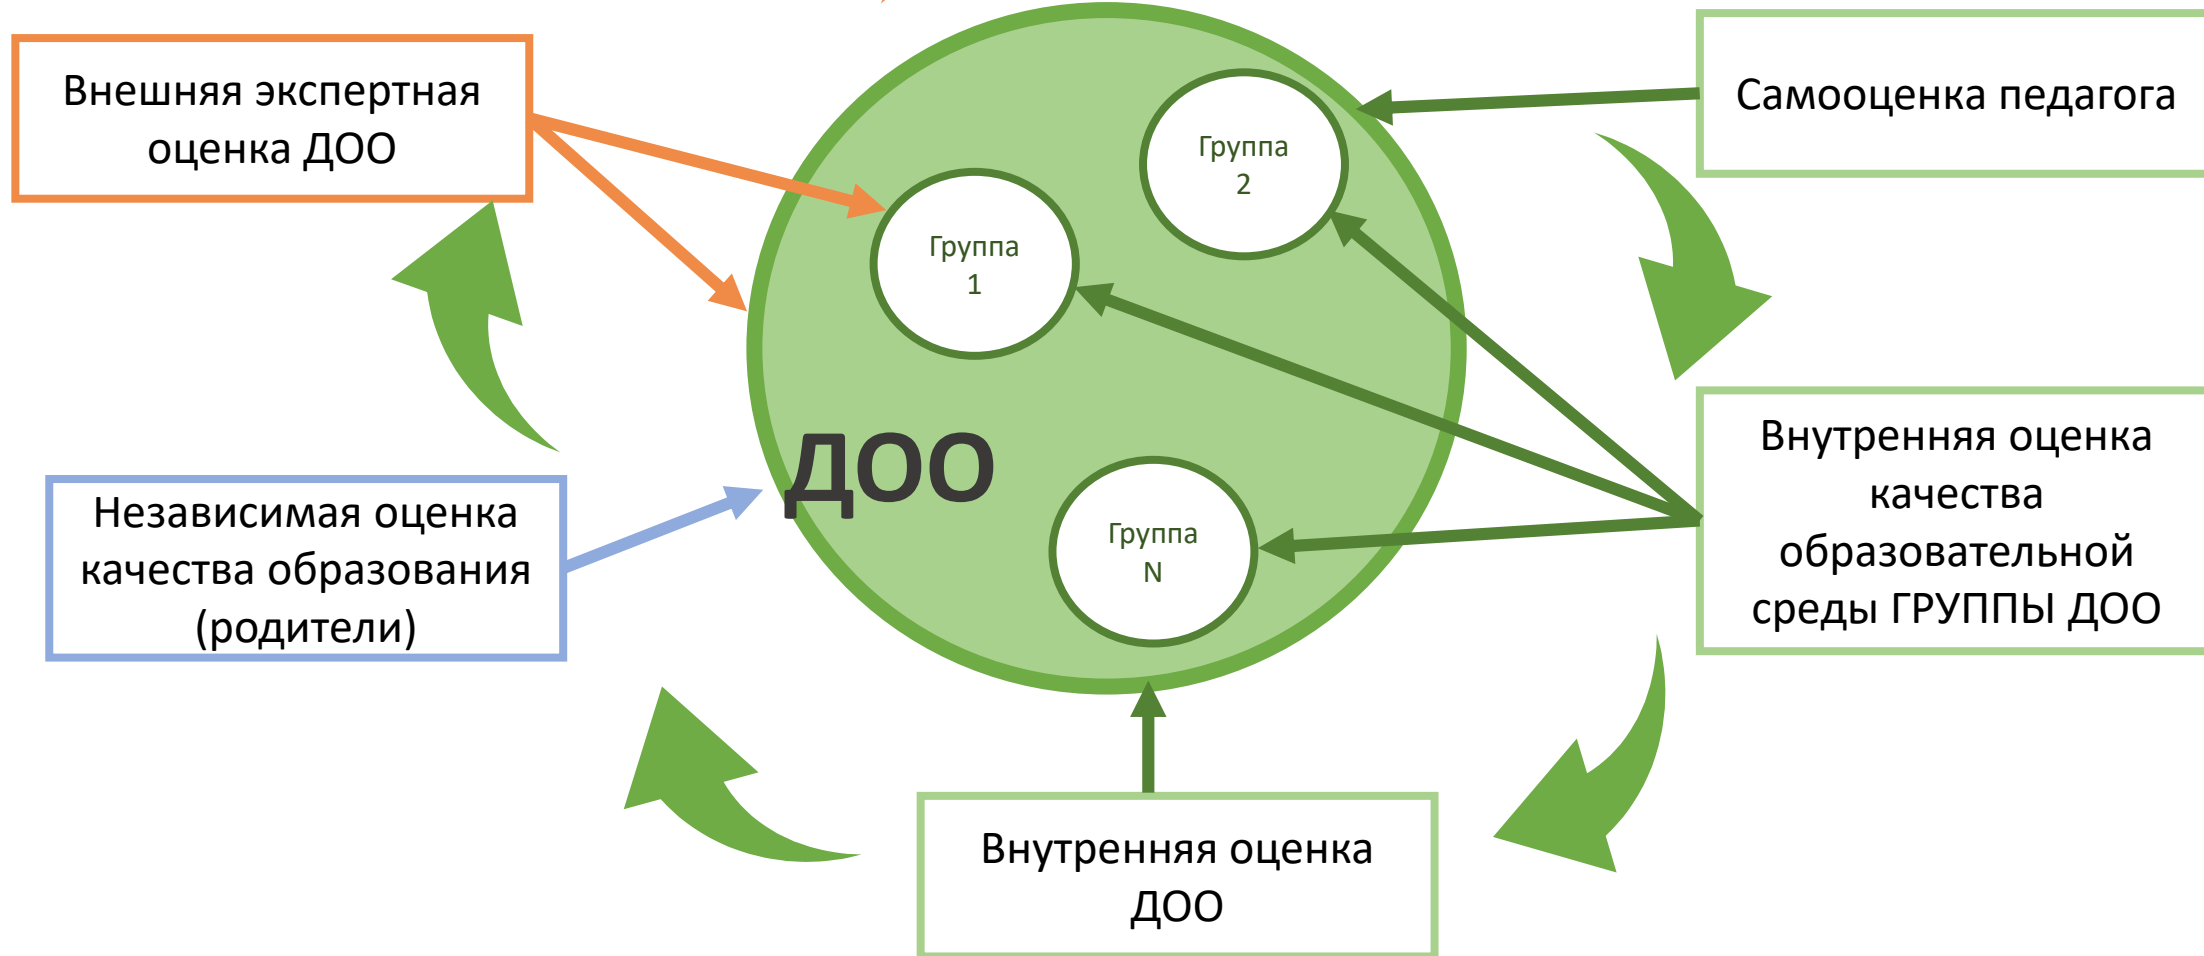 Внешняя экспертная
оценка ДОО
Самооценка педагога
Группа
2
Группа
1
ДОО
Внутренняя оценка
качества
образовательной
среды ГРУППЫ ДОО
Независимая оценка
качества образования
(родители)
Группа
N
Внутренняя оценка
ДОО